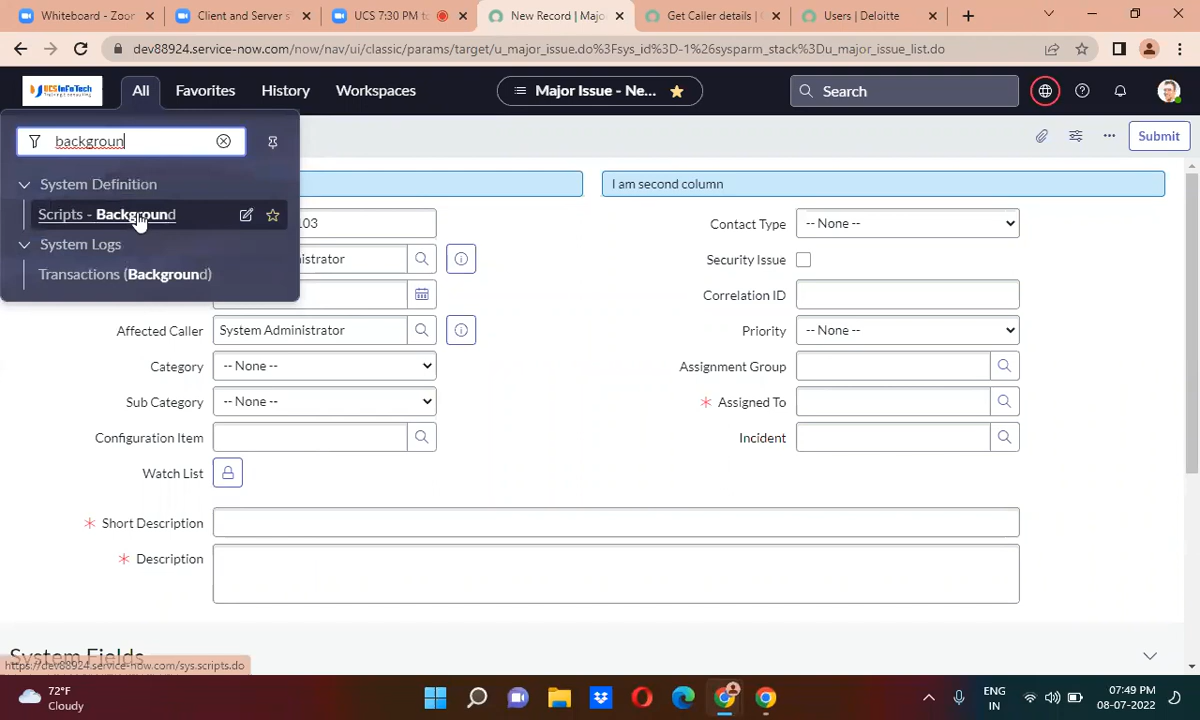 Whiteboard - Zoom
Client and Server s
UCS 7:30 PM to
New Record | Major
Get Caller details | C
Users | Deloitte
dev88924.service-now.com/now/nav/ui/classic/params/target/u_major_issue.do%3Fsys_id%3D-1%26sysparm_stack%3Du_major_issue_list.do
UCSInfoTech
All
Favorites
History
Workspaces
Major Issue - Ne...
Search
backgroun
Submit
System Definition
Scripts - Background
System Logs
Transactions (Background)
I am second column
03
Contact Type
-- None --
istrator
Security Issue
Correlation ID
Affected Caller
System Administrator
Priority
-- None --
Category
-- None --
Assignment Group
Sub Category
-- None --
* Assigned To
Configuration Item
Incident
Watch List
* Short Description
* Description
System Fields
https://dev88924.service-now.com/sys.scripts.do
72°F
Cloudy
ENG
IN
07:49 PM
08-07-2022